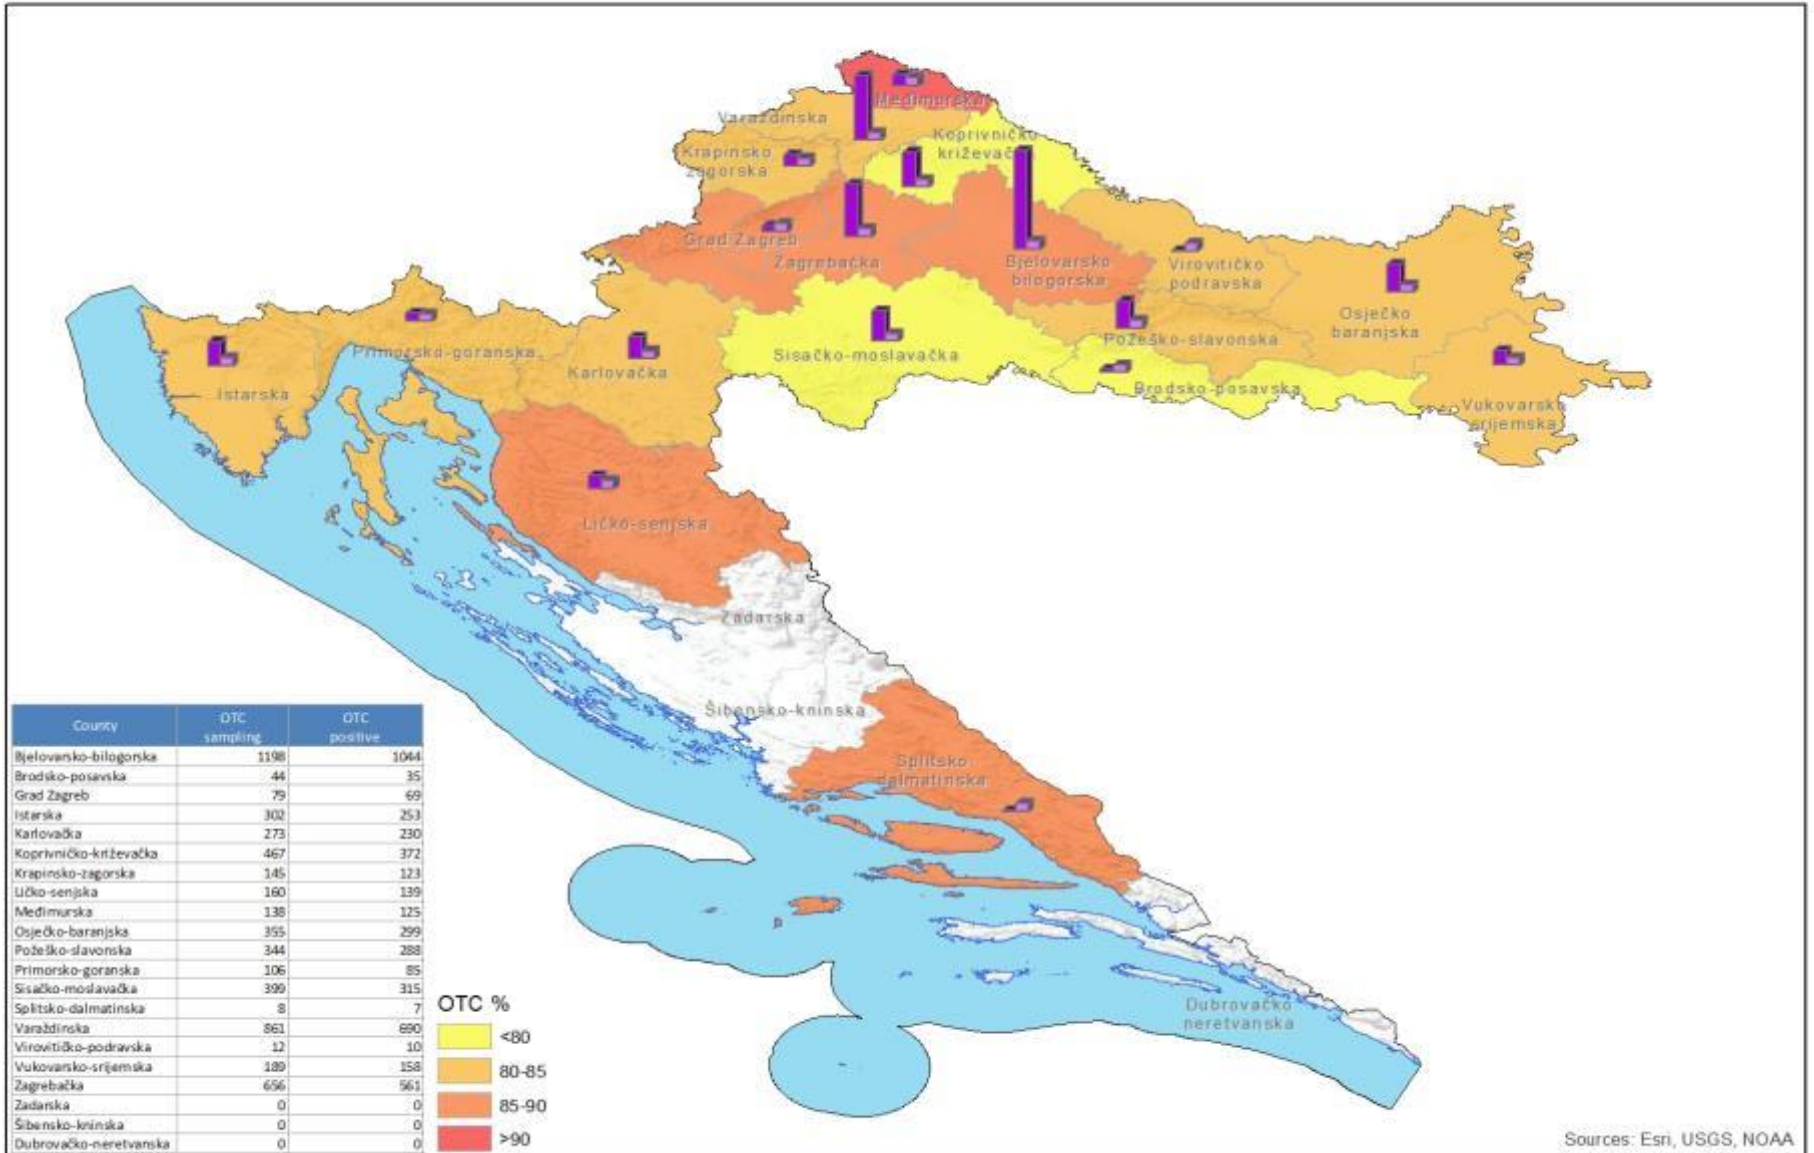 Međimurska
Varaždinska
Koprivničko
križevač
Krapinsko
zagorska
Grad Zagreb
Zagrebačka
Bjelovarsko
bilogorska
Virovitičko
podravska
Osječko
baranjska
Požeško-slavonska
Primorsko-goranska
Sisačko-moslavačka
Karlovačka
Istarska
Brodsko-posavska
Vukovarsko
srijemska
Ličko-senjska
Zadarska
Šibensko-kninska
Splitsko
dalmatinska
Dubrovačko
neretvanska
County OTC sampling OTC positive
Bjelovarsko-bilogorska 1198 1044
Brodsko-posavska 44 35
Grad Zagreb 79 69
Istarska 302 253
Karlovačka 273 230
Koprivničko-križevačka 467 372
Krapinsko-zagorska 145 123
Ličko-senjska 160 139
Međimurska 138 125
Osječko-baranjska 355 299
Požeško-slavonska 344 288
Primorsko-goranska 106 85
Sisačko-moslavačka 399 315
Splitsko-dalmatinska 8 7
Varaždinska 861 690
Virovitičko-podravska 12 10
Vukovarsko-srijemska 189 158
Zagrebačka 656 561
Zadarska 0 0
Šibensko-kninska 0 0
Dubrovačko-neretvanska 0 0
OTC %
<80
80-85
85-90
>90
Sources: Esri, USGS, NOAA